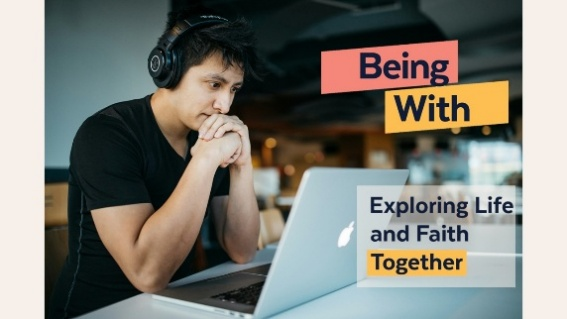 Being
With
Exploring Life
and Faith
Together